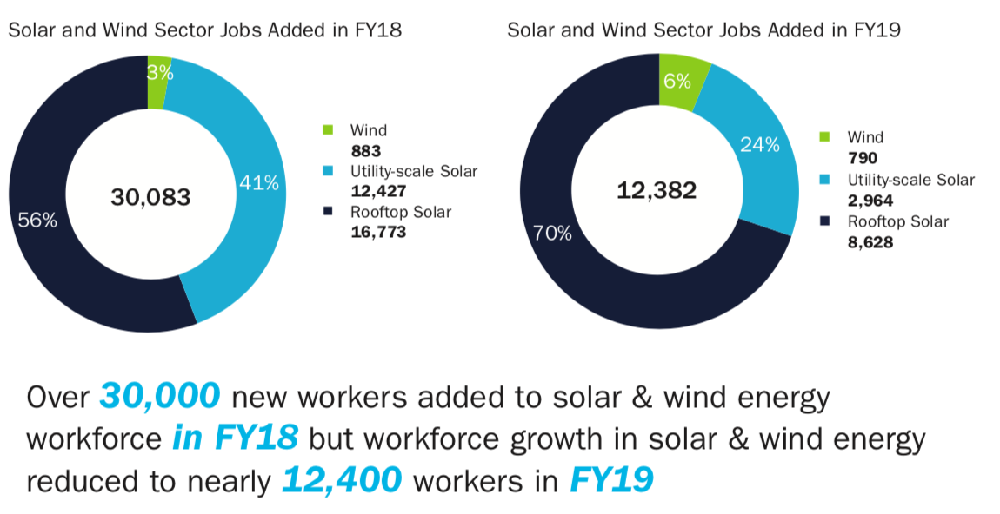 Solar and Wind Sector Jobs Added in FY18
3%
41%
56%
30,083
Wind
883
Utility-scale Solar
12,427
Rooftop Solar
16,773
Solar and Wind Sector Jobs Added in FY19
6%
24%
70%
12,382
Wind
790
Utility-scale Solar
2,964
Rooftop Solar
8,628
Over 30,000 new workers added to solar & wind energy
workforce in FY18 but workforce growth in solar & wind energy
reduced to nearly 12,400 workers in FY19